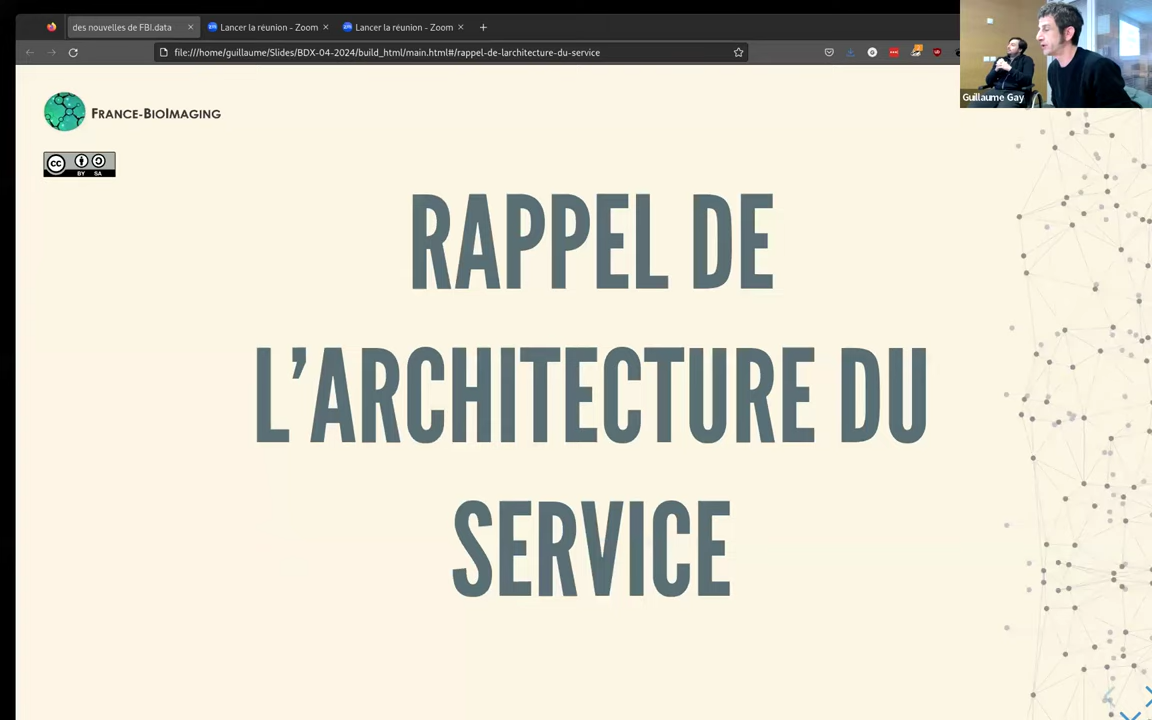 des nouvelles de FBI.data
Lancer la réunion - Zoom
Lancer la réunion - Zoom
file:///home/guillaume/Slides/BDX-04-2024/build_html/main.html#/rappel-de-larchitecture-du-service
Guillaume Gay
FRANCE-BIOIMAGING
CC BY SA
RAPPEL DE
L’ARCHITECTURE DU
SERVICE